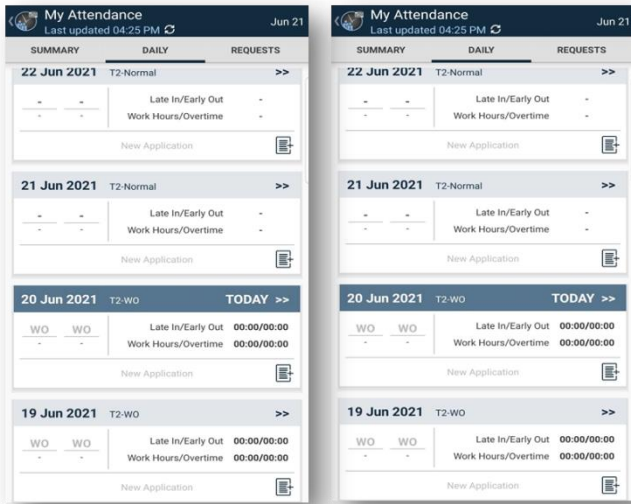 My Attendance
Last updated 04:25 PM
Jun 21
SUMMARY DAILY REQUESTS
22 Jun 2021 T2-Normal >>
- - Late In/Early Out -
- - Work Hours/Overtime -
New Application
21 Jun 2021 T2-Normal >>
- - Late In/Early Out -
- - Work Hours/Overtime -
New Application
20 Jun 2021 T2-WO TODAY >>
WO WO Late In/Early Out 00:00/00:00
- - Work Hours/Overtime 00:00/00:00
New Application
19 Jun 2021 T2-WO >>
WO WO Late In/Early Out 00:00/00:00
- - Work Hours/Overtime 00:00/00:00
New Application
My Attendance
Last updated 04:25 PM
Jun 21
SUMMARY DAILY REQUESTS
22 Jun 2021 T2-Normal >>
- - Late In/Early Out -
- - Work Hours/Overtime -
New Application
21 Jun 2021 T2-Normal >>
- - Late In/Early Out -
- - Work Hours/Overtime -
New Application
20 Jun 2021 T2-WO TODAY >>
WO WO Late In/Early Out 00:00/00:00
- - Work Hours/Overtime 00:00/00:00
New Application
19 Jun 2021 T2-WO >>
WO WO Late In/Early Out 00:00/00:00
- - Work Hours/Overtime 00:00/00:00
New Application